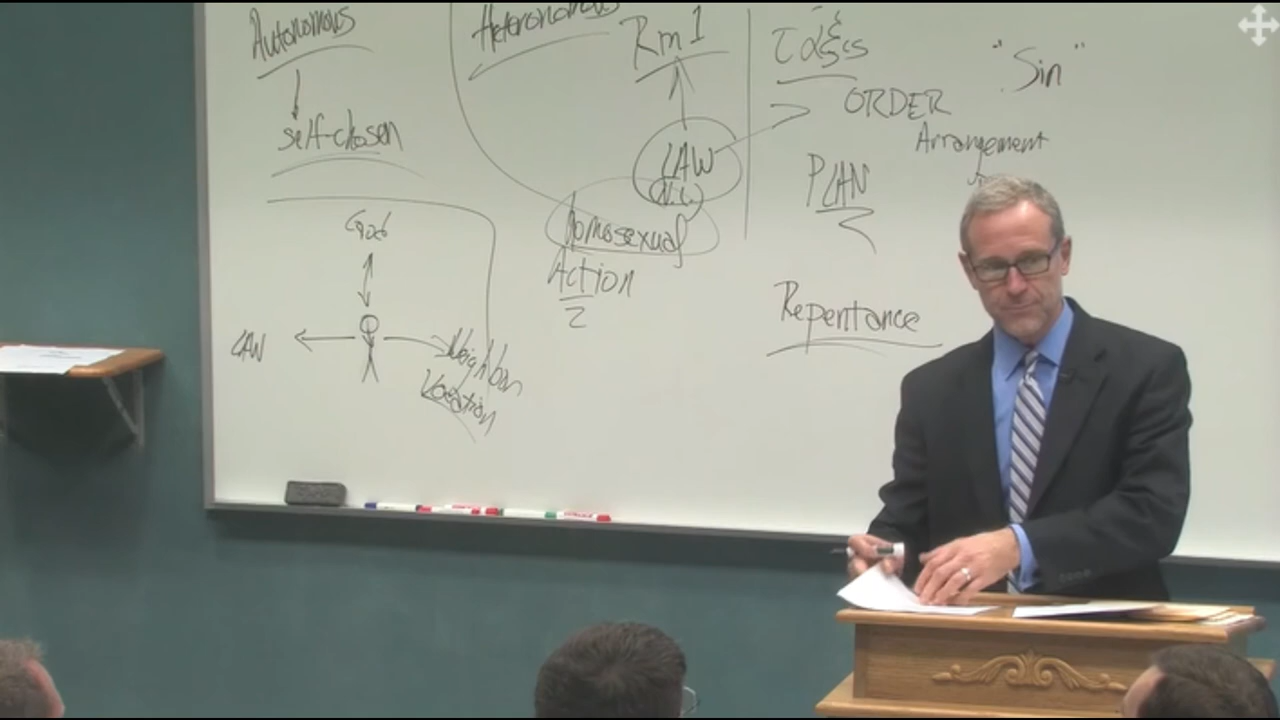 Autonomous
self-chosen
God
LAW
Neighbor
Vocation
Heteronomous
Rm 1
LAW
homosexual
Action
τάξις
ORDER
Arrangement
PLAN
"Sin"
Repentance